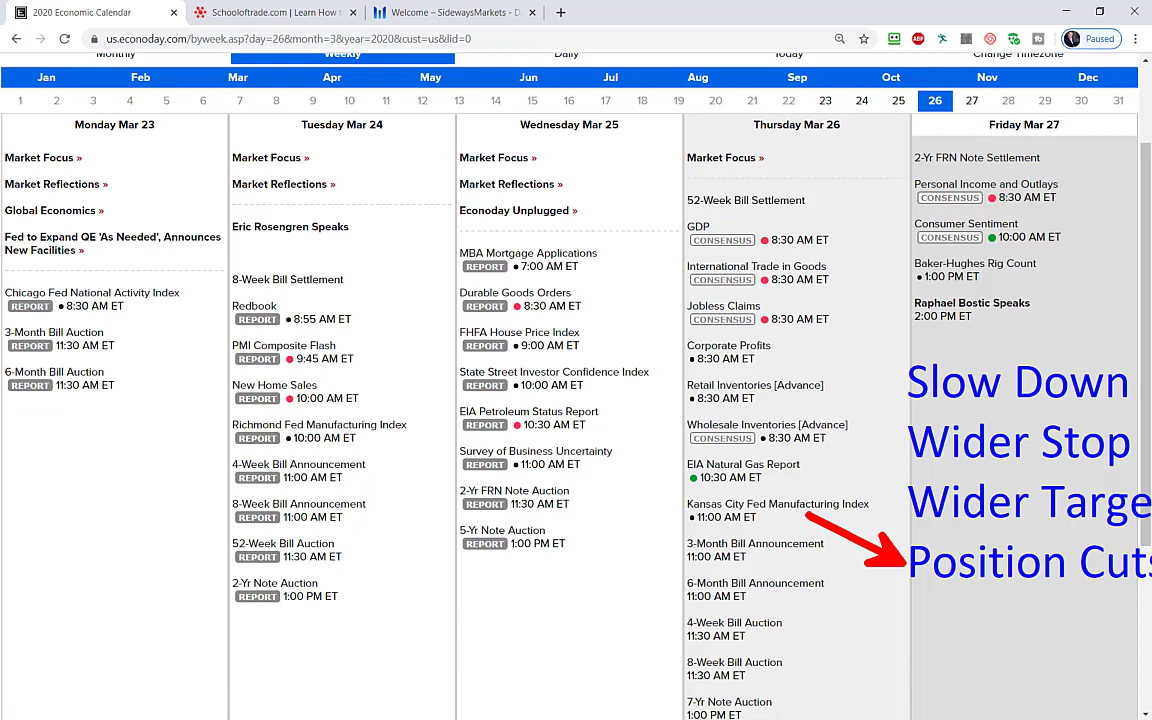 2020 Economic Calendar
Schooloftrade.com | Learn How
Welcome – SidewaysMarkets - D
us.econoday.com/byweek.asp?day=26&month=3&year=2020&cust=us&lid=0
ABP
Paused
Monthly
Weekly
Daily
Today
Change Timezone
Jan Feb Mar Apr May Jun Jul Aug Sep Oct Nov Dec
1 2 3 4 5 6 7 8 9 10 11 12 13 14 15 16 17 18 19 20 21 22 23 24 25 26 27 28 29 30 31
Monday Mar 23
Market Focus »
Market Reflections »
Global Economics »
Fed to Expand QE 'As Needed', Announces
New Facilities »
Chicago Fed National Activity Index
REPORT 8:30 AM ET
3-Month Bill Auction
REPORT 11:30 AM ET
6-Month Bill Auction
REPORT 11:30 AM ET
Tuesday Mar 24
Market Focus »
Market Reflections »
Eric Rosengren Speaks
8-Week Bill Settlement
Redbook
REPORT 8:55 AM ET
PMI Composite Flash
REPORT 9:45 AM ET
New Home Sales
REPORT 10:00 AM ET
Richmond Fed Manufacturing Index
REPORT 10:00 AM ET
4-Week Bill Announcement
REPORT 11:00 AM ET
8-Week Bill Announcement
REPORT 11:00 AM ET
52-Week Bill Auction
REPORT 11:30 AM ET
2-Yr Note Auction
REPORT 1:00 PM ET
Wednesday Mar 25
Market Focus »
Market Reflections »
Econoday Unplugged »
MBA Mortgage Applications
REPORT 7:00 AM ET
Durable Goods Orders
REPORT 8:30 AM ET
FHFA House Price Index
REPORT 9:00 AM ET
State Street Investor Confidence Index
REPORT 10:00 AM ET
EIA Petroleum Status Report
REPORT 10:30 AM ET
Survey of Business Uncertainty
REPORT 11:00 AM ET
2-Yr FRN Note Auction
REPORT 11:30 AM ET
5-Yr Note Auction
REPORT 1:00 PM ET
Thursday Mar 26
Market Focus »
52-Week Bill Settlement
GDP
CONSENSUS 8:30 AM ET
International Trade in Goods
CONSENSUS 8:30 AM ET
Jobless Claims
CONSENSUS 8:30 AM ET
Corporate Profits
8:30 AM ET
Retail Inventories [Advance]
8:30 AM ET
Wholesale Inventories [Advance]
CONSENSUS 8:30 AM ET
EIA Natural Gas Report
10:30 AM ET
Kansas City Fed Manufacturing Index
11:00 AM ET
3-Month Bill Announcement
11:00 AM ET
6-Month Bill Announcement
11:00 AM ET
4-Week Bill Auction
11:30 AM ET
8-Week Bill Auction
11:30 AM ET
7-Yr Note Auction
1:00 PM ET
Friday Mar 27
2-Yr FRN Note Settlement
Personal Income and Outlays
CONSENSUS 8:30 AM ET
Consumer Sentiment
CONSENSUS 10:00 AM ET
Baker-Hughes Rig Count
1:00 PM ET
Raphael Bostic Speaks
2:00 PM ET
Slow Down
Wider Stop
Wider Targe
Position Cuts